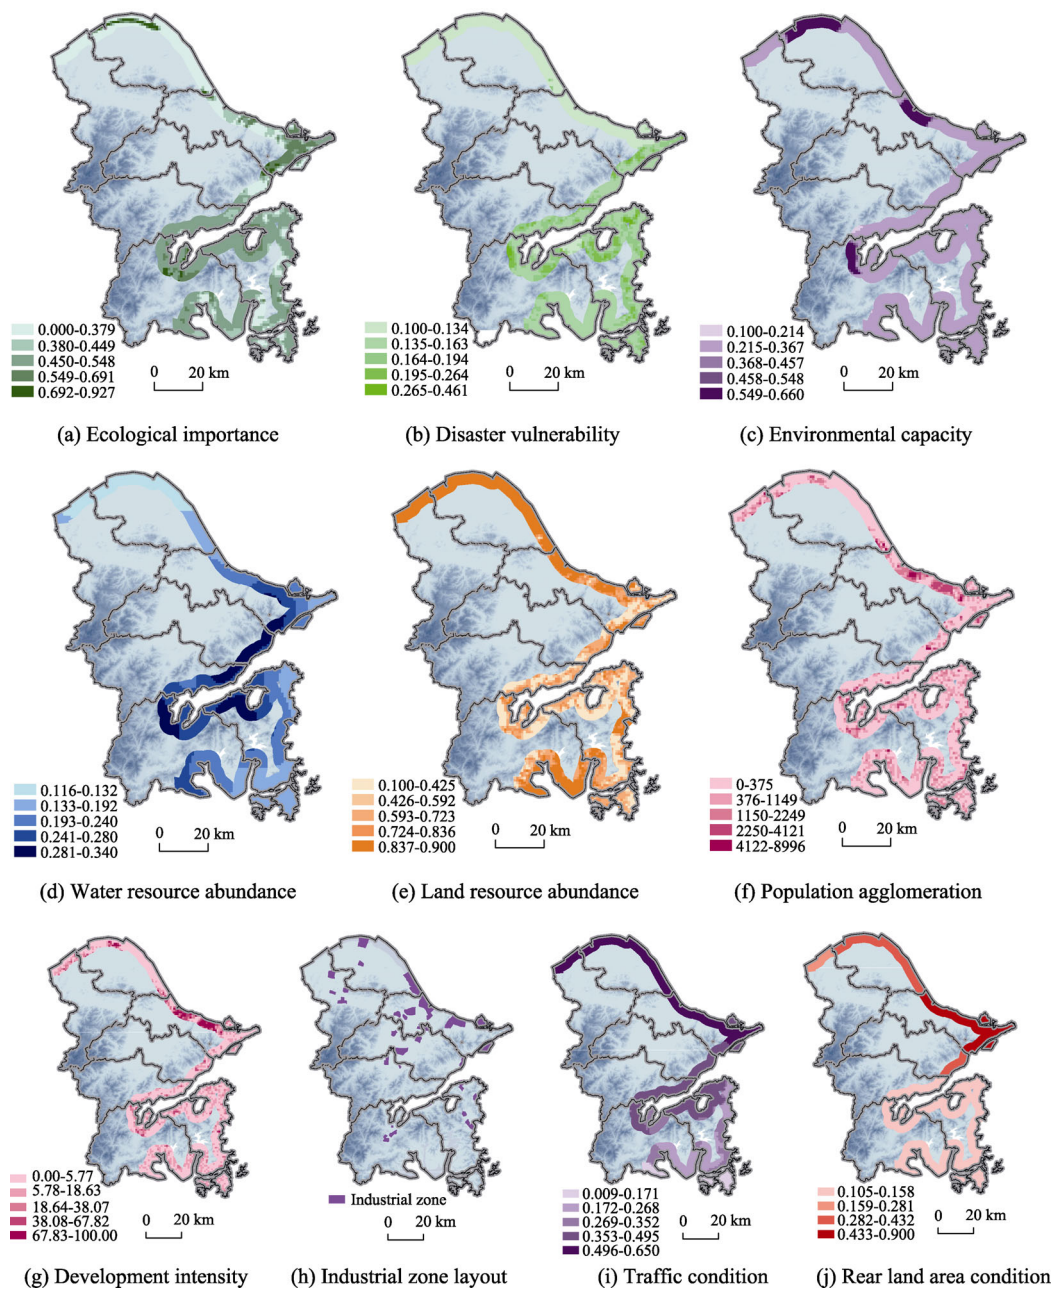 0.000-0.379
0.380-0.449
0.450-0.548
0.549-0.691
0.692-0.927
0 20 km
(a) Ecological importance
0.100-0.134
0.135-0.163
0.164-0.194
0.195-0.264
0.265-0.461
0 20 km
(b) Disaster vulnerability
0.100-0.214
0.215-0.367
0.368-0.457
0.458-0.548
0.549-0.660
0 20 km
(c) Environmental capacity
0.116-0.132
0.133-0.192
0.193-0.240
0.241-0.280
0.281-0.340
0 20 km
(d) Water resource abundance
0.100-0.425
0.426-0.592
0.593-0.723
0.724-0.836
0.837-0.900
0 20 km
(e) Land resource abundance
0-375
376-1149
1150-2249
2250-4121
4122-8996
0 20 km
(f) Population agglomeration
0.00-5.77
5.78-18.63
18.64-38.07
38.08-67.82
67.83-100.00
0 20 km
(g) Development intensity
Industrial zone
0 20 km
(h) Industrial zone layout
0.009-0.171
0.172-0.268
0.269-0.352
0.353-0.495
0.496-0.650
0 20 km
(i) Traffic condition
0.105-0.158
0.159-0.281
0.282-0.432
0.433-0.900
0 20 km
(j) Rear land area condition